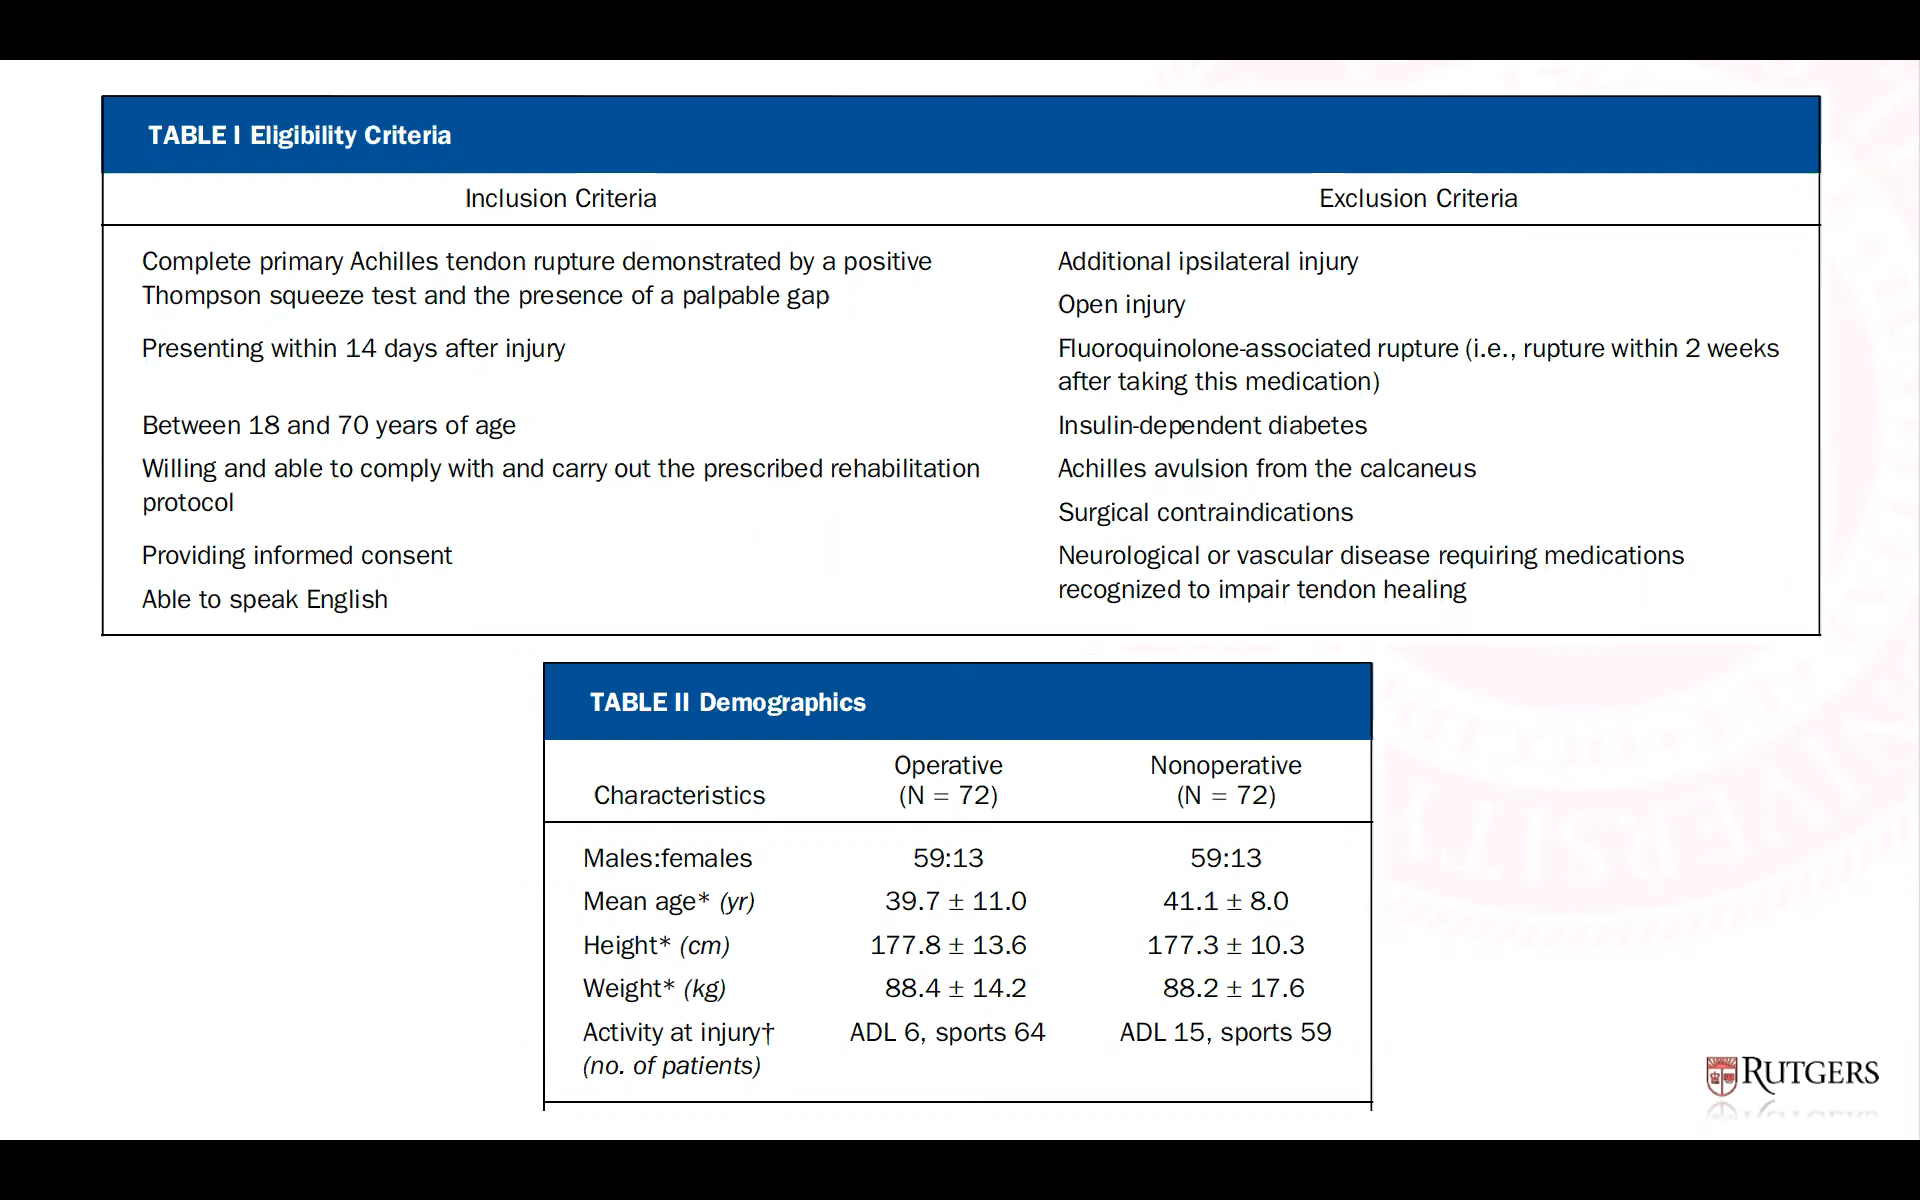 TABLE I Eligibility Criteria
Inclusion Criteria
Exclusion Criteria
Complete primary Achilles tendon rupture demonstrated by a positive
Thompson squeeze test and the presence of a palpable gap
Presenting within 14 days after injury
Between 18 and 70 years of age
Willing and able to comply with and carry out the prescribed rehabilitation
protocol
Providing informed consent
Able to speak English
Additional ipsilateral injury
Open injury
Fluoroquinolone-associated rupture (i.e., rupture within 2 weeks
after taking this medication)
Insulin-dependent diabetes
Achilles avulsion from the calcaneus
Surgical contraindications
Neurological or vascular disease requiring medications
recognized to impair tendon healing
TABLE II Demographics
Characteristics
Operative
(N = 72)
Nonoperative
(N = 72)
Males:females 59:13 59:13
Mean age* (yr) 39.7 ± 11.0 41.1 ± 8.0
Height* (cm) 177.8 ± 13.6 177.3 ± 10.3
Weight* (kg) 88.4 ± 14.2 88.2 ± 17.6
Activity at injury† ADL 6, sports 64 ADL 15, sports 59
(no. of patients)
RUTGERS